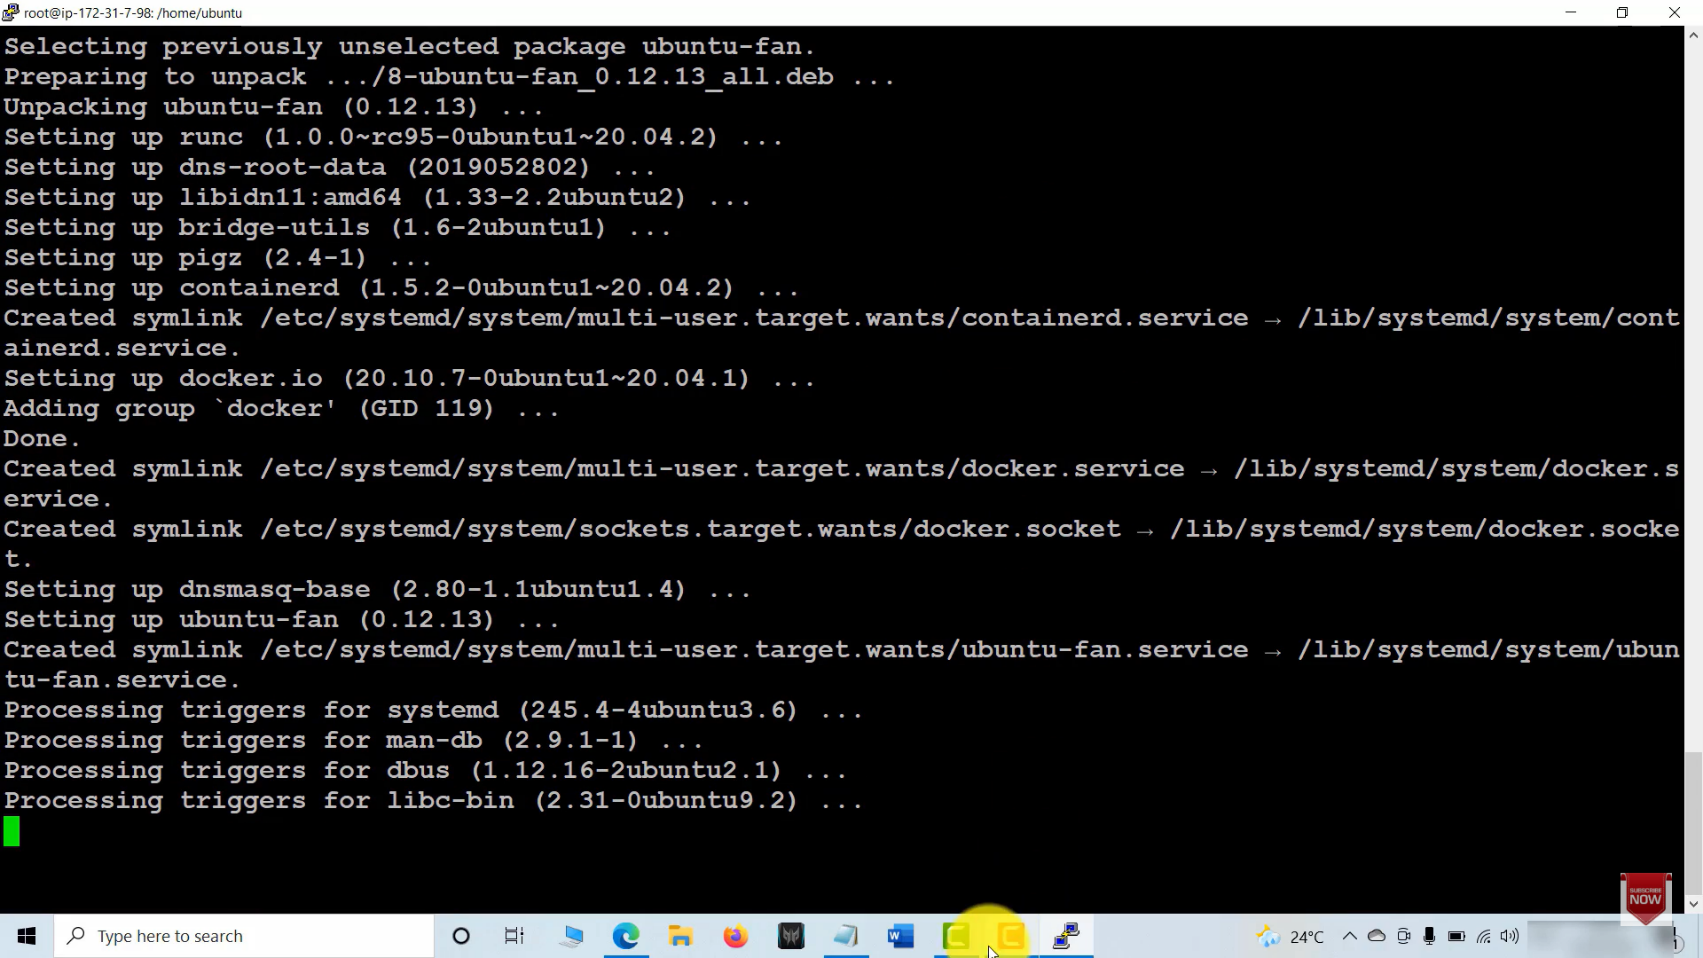 root@ip-172-31-7-98: /home/ubuntu
Selecting previously unselected package ubuntu-fan.
Preparing to unpack .../8-ubuntu-fan_0.12.13_all.deb ...
Unpacking ubuntu-fan (0.12.13) ...
Setting up runc (1.0.0~rc95-0ubuntu1~20.04.2) ...
Setting up dns-root-data (2019052802) ...
Setting up libidn11:amd64 (1.33-2.2ubuntu2) ...
Setting up bridge-utils (1.6-2ubuntu1) ...
Setting up pigz (2.4-1) ...
Setting up containerd (1.5.2-0ubuntu1~20.04.2) ...
Created symlink /etc/systemd/system/multi-user.target.wants/containerd.service → /lib/systemd/system/cont
ainerd.service.
Setting up docker.io (20.10.7-0ubuntu1~20.04.1) ...
Adding group `docker' (GID 119) ...
Done.
Created symlink /etc/systemd/system/multi-user.target.wants/docker.service → /lib/systemd/system/docker.s
ervice.
Created symlink /etc/systemd/system/sockets.target.wants/docker.socket → /lib/systemd/system/docker.socke
t.
Setting up dnsmasq-base (2.80-1.1ubuntu1.4) ...
Setting up ubuntu-fan (0.12.13) ...
Created symlink /etc/systemd/system/multi-user.target.wants/ubuntu-fan.service → /lib/systemd/system/ubun
tu-fan.service.
Processing triggers for systemd (245.4-4ubuntu3.6) ...
Processing triggers for man-db (2.9.1-1) ...
Processing triggers for dbus (1.12.16-2ubuntu2.1) ...
Processing triggers for libc-bin (2.31-0ubuntu9.2) ...
SUBSCRIBE
NOW
Type here to search
24°C
1